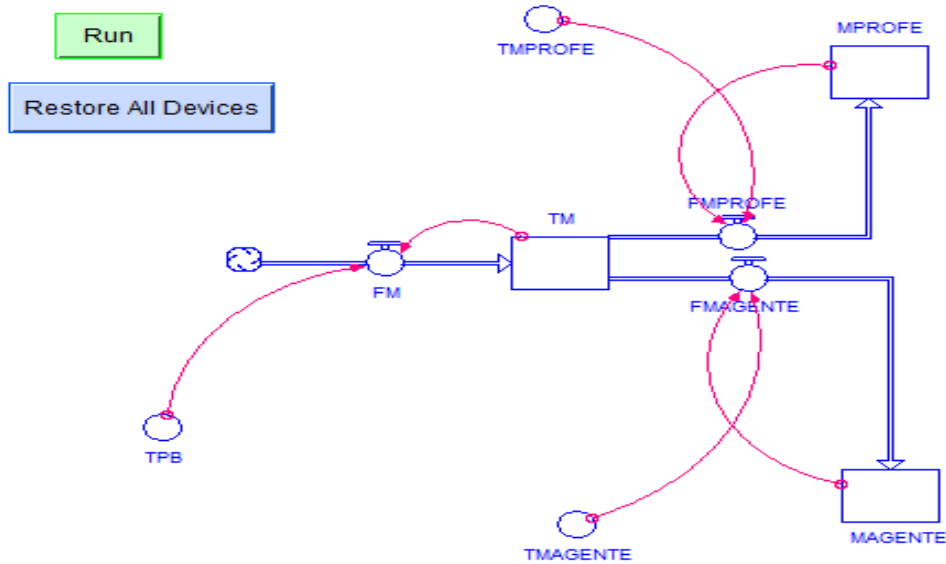 Run
TMPROFE
MPROFE
Restore All Devices
FMPROFE
TM
FM
FMAGENTE
TPB
TMAGENTE
MAGENTE